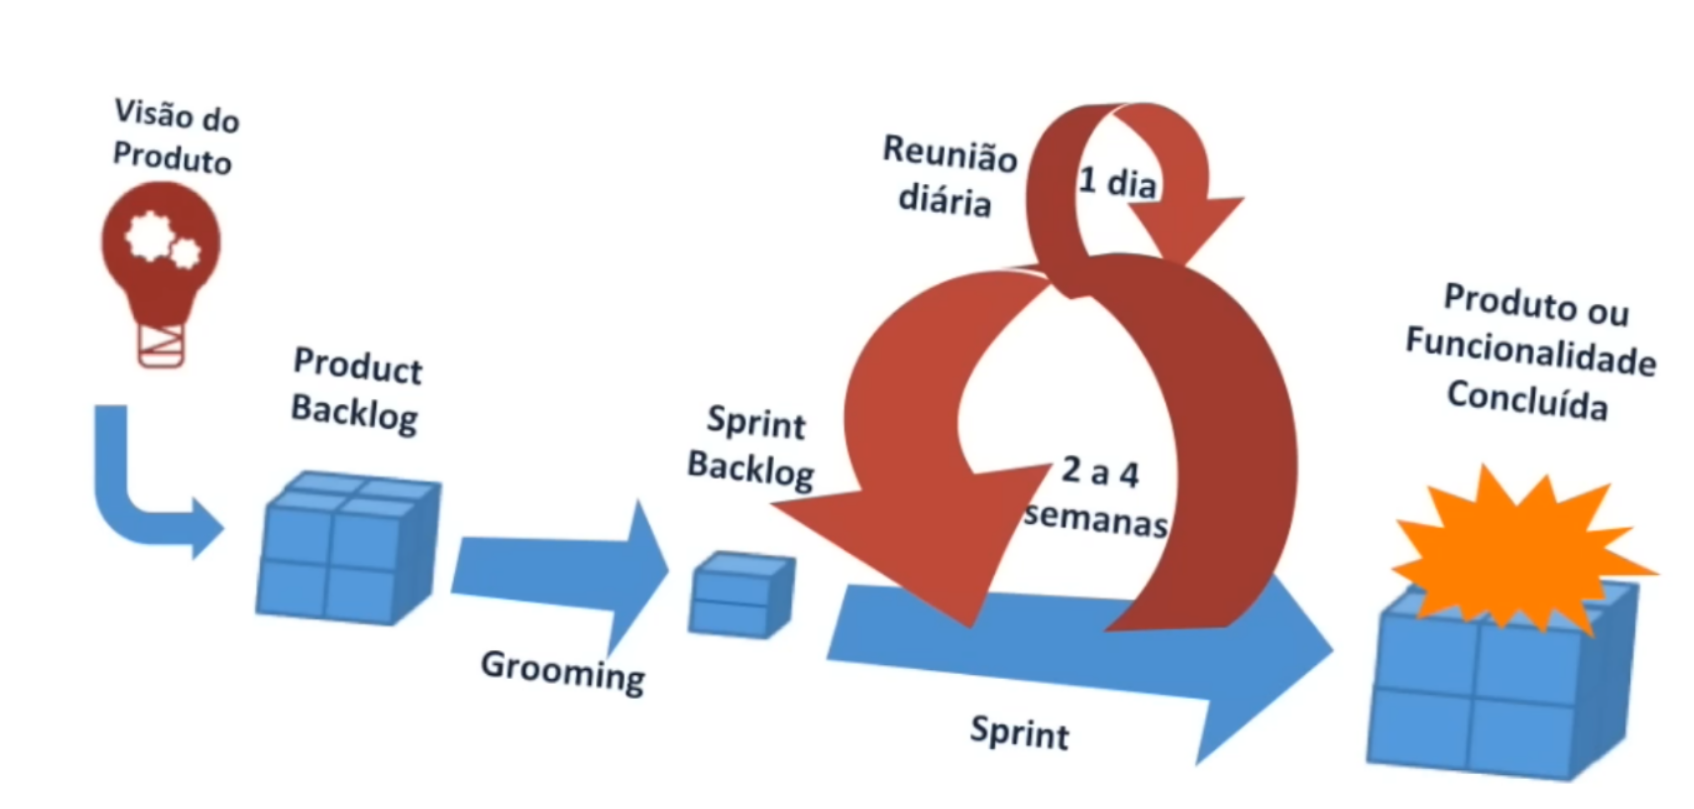 Visão do
Produto
Product
Backlog
Grooming
Sprint
Backlog
Reunião
diária
1 dia
2 a 4
semanas
Sprint
Produto ou
Funcionalidade
Concluída